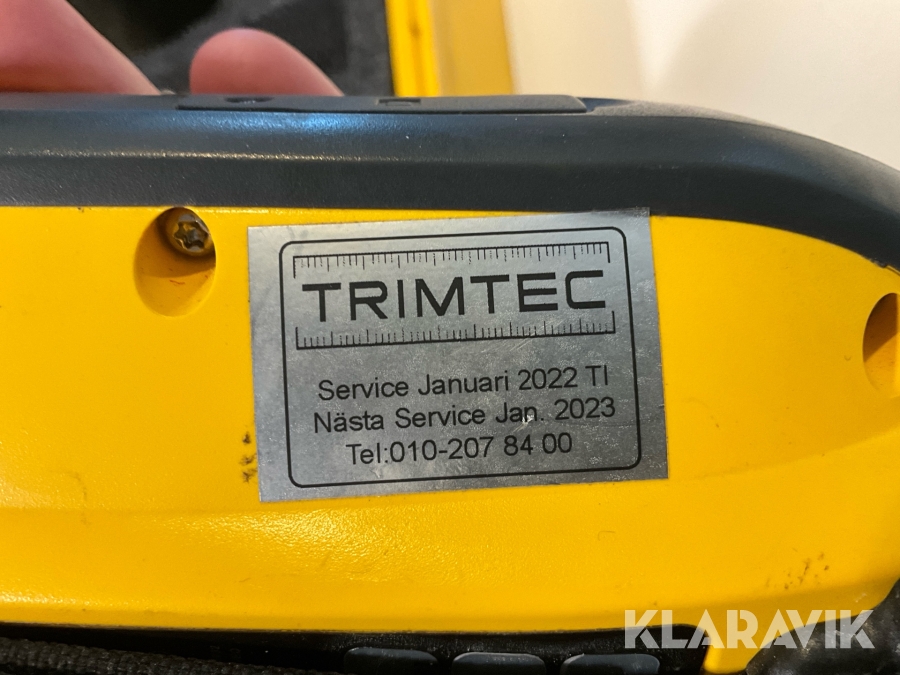 TRIMTEC
Service Januari 2022 TI
Nästa Service Jan. 2023
Tel:010-207 84 00
KLARAVIK